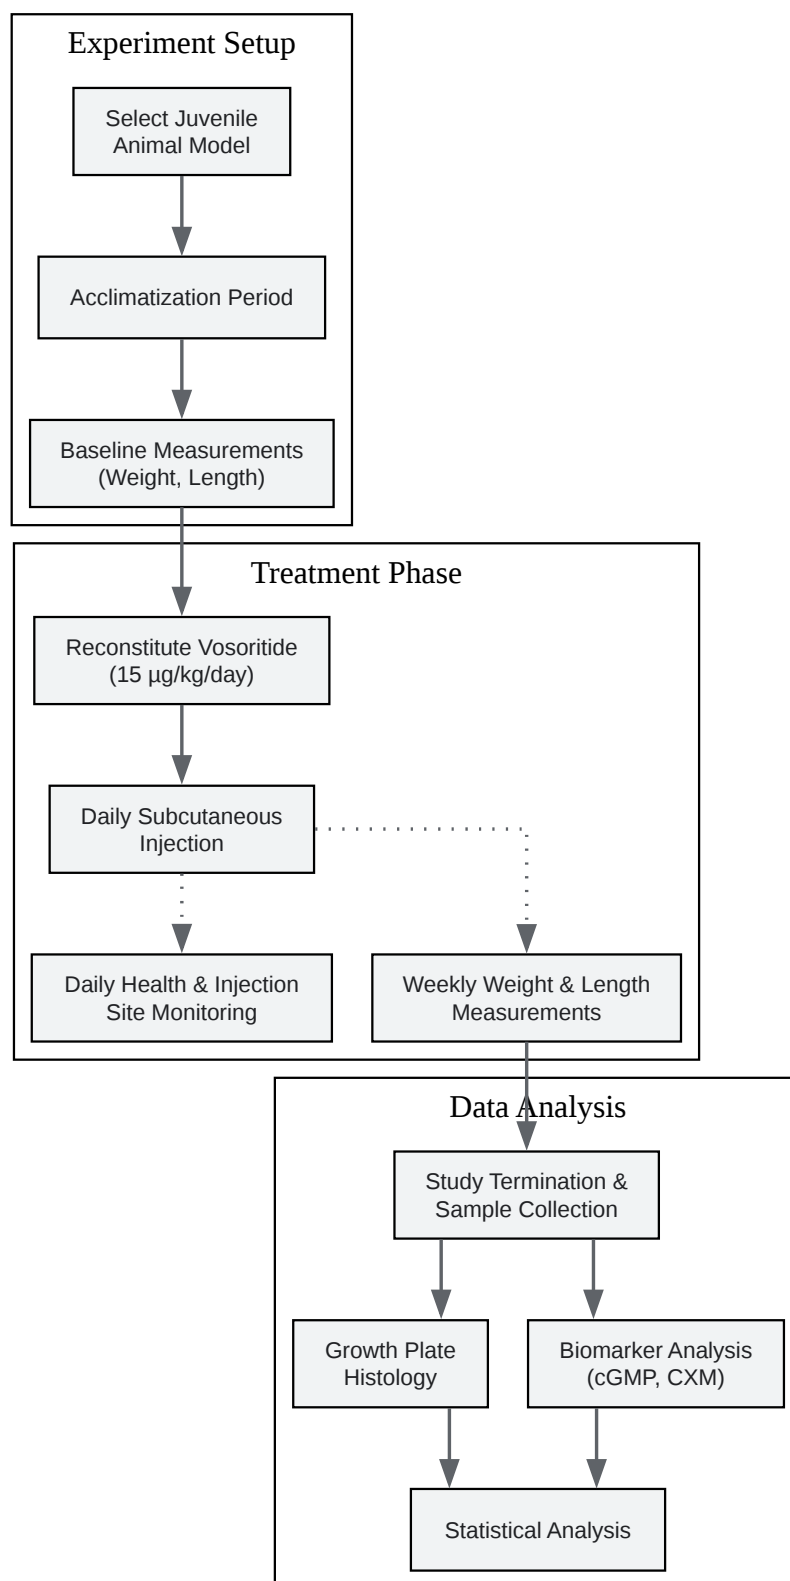 Experiment Setup
Select Juvenile
Animal Model
Acclimatization Period
Baseline Measurements
(Weight, Length)
Treatment Phase
Reconstitute Vosoritide
(15 µg/kg/day)
Daily Subcutaneous
Injection
Daily Health & Injection
Site Monitoring
Weekly Weight & Length
Measurements
Data Analysis
Study Termination &
Sample Collection
Growth Plate
Histology
Biomarker Analysis
(cGMP, CXM)
Statistical Analysis